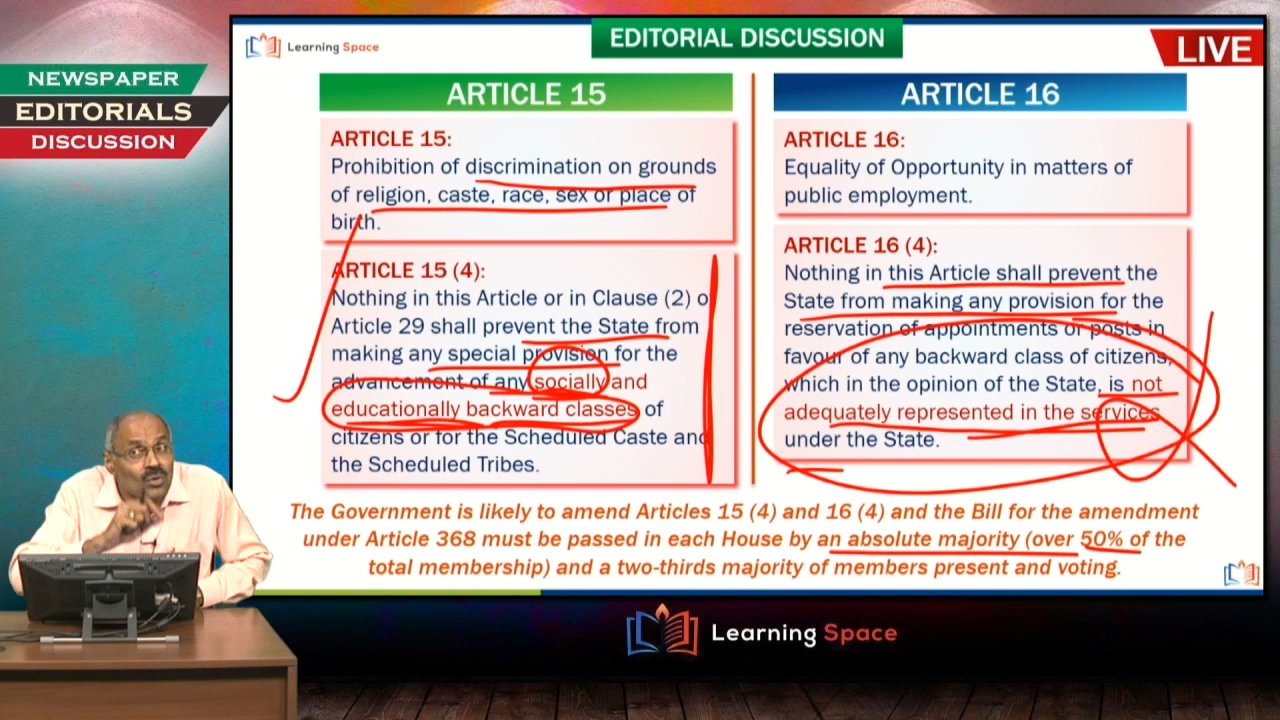 Learning Space
EDITORIAL DISCUSSION
LIVE
NEWSPAPER
EDITORIALS
DISCUSSION
ARTICLE 15
ARTICLE 15:
Prohibition of discrimination on grounds
of religion, caste, race, sex or place of
birth.
ARTICLE 15 (4):
Nothing in this Article or in Clause (2) of
Article 29 shall prevent the State from
making any special provision for the
advancement of any socially and
educationally backward classes of
citizens or for the Scheduled Caste and
the Scheduled Tribes.
ARTICLE 16
ARTICLE 16:
Equality of Opportunity in matters of
public employment.
ARTICLE 16 (4):
Nothing in this Article shall prevent the
State from making any provision for the
reservation of appointments or posts in
favour of any backward class of citizens,
which in the opinion of the State, is not
adequately represented in the services
under the State.
The Government is likely to amend Articles 15 (4) and 16 (4) and the Bill for the amendment
under Article 368 must be passed in each House by an absolute majority (over 50% of the
total membership) and a two-thirds majority of members present and voting.
Learning Space